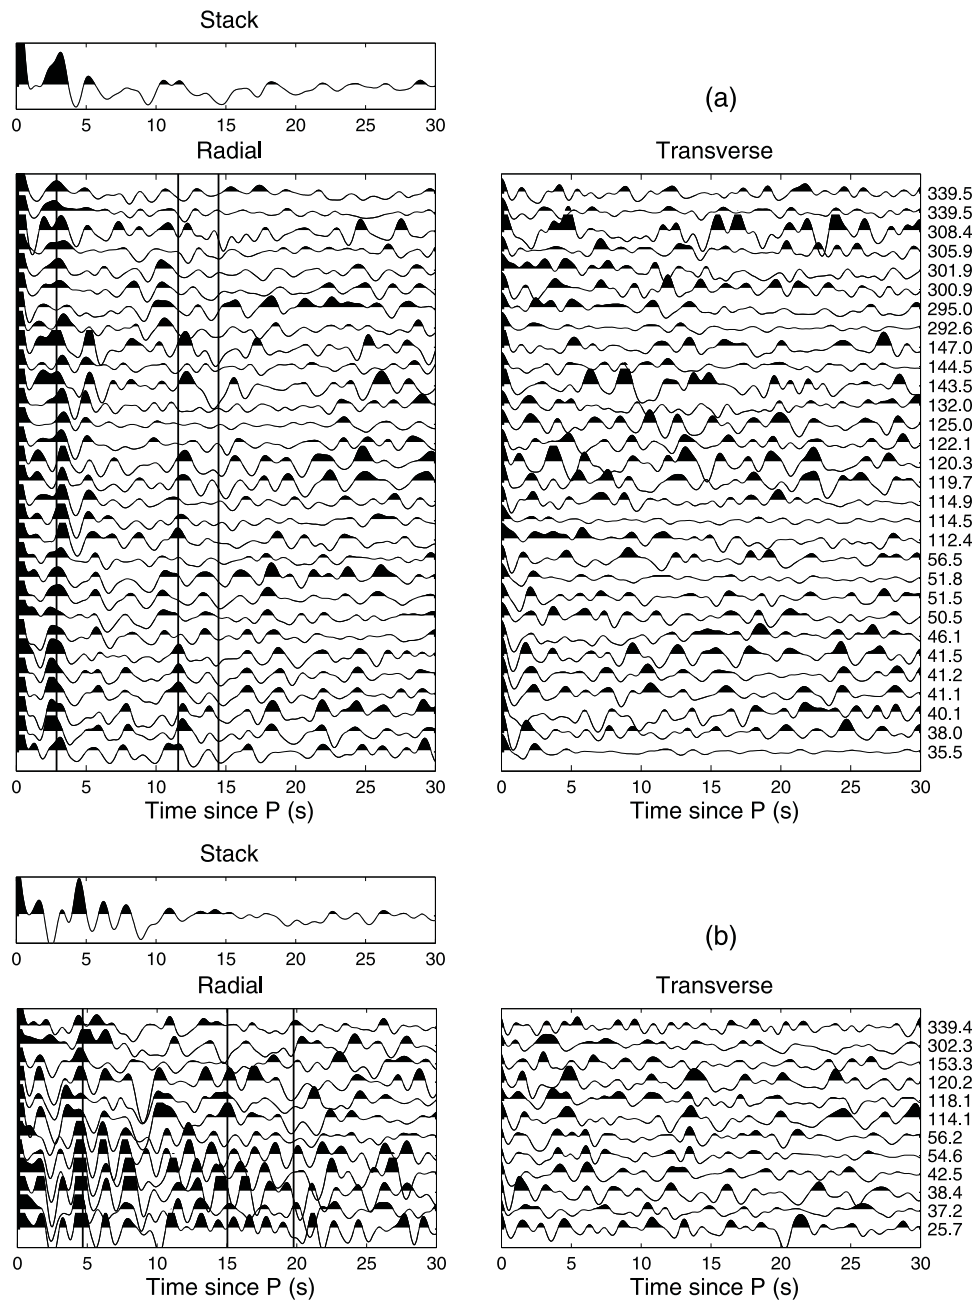 Stack
0 5 10 15 20 25 30
(a)
Radial
Transverse
339.5
339.5
308.4
305.9
301.9
300.9
295.0
292.6
147.0
144.5
143.5
132.0
125.0
122.1
120.3
119.7
114.9
114.5
112.4
56.5
51.8
51.5
50.5
46.1
41.5
41.2
41.1
40.1
38.0
35.5
0 5 10 15 20 25 30
0 5 10 15 20 25 30
Time since P (s)
Time since P (s)
Stack
0 5 10 15 20 25 30
(b)
Radial
Transverse
339.4
302.3
153.3
120.2
118.1
114.1
56.2
54.6
42.5
38.4
37.2
25.7
0 5 10 15 20 25 30
0 5 10 15 20 25 30
Time since P (s)
Time since P (s)